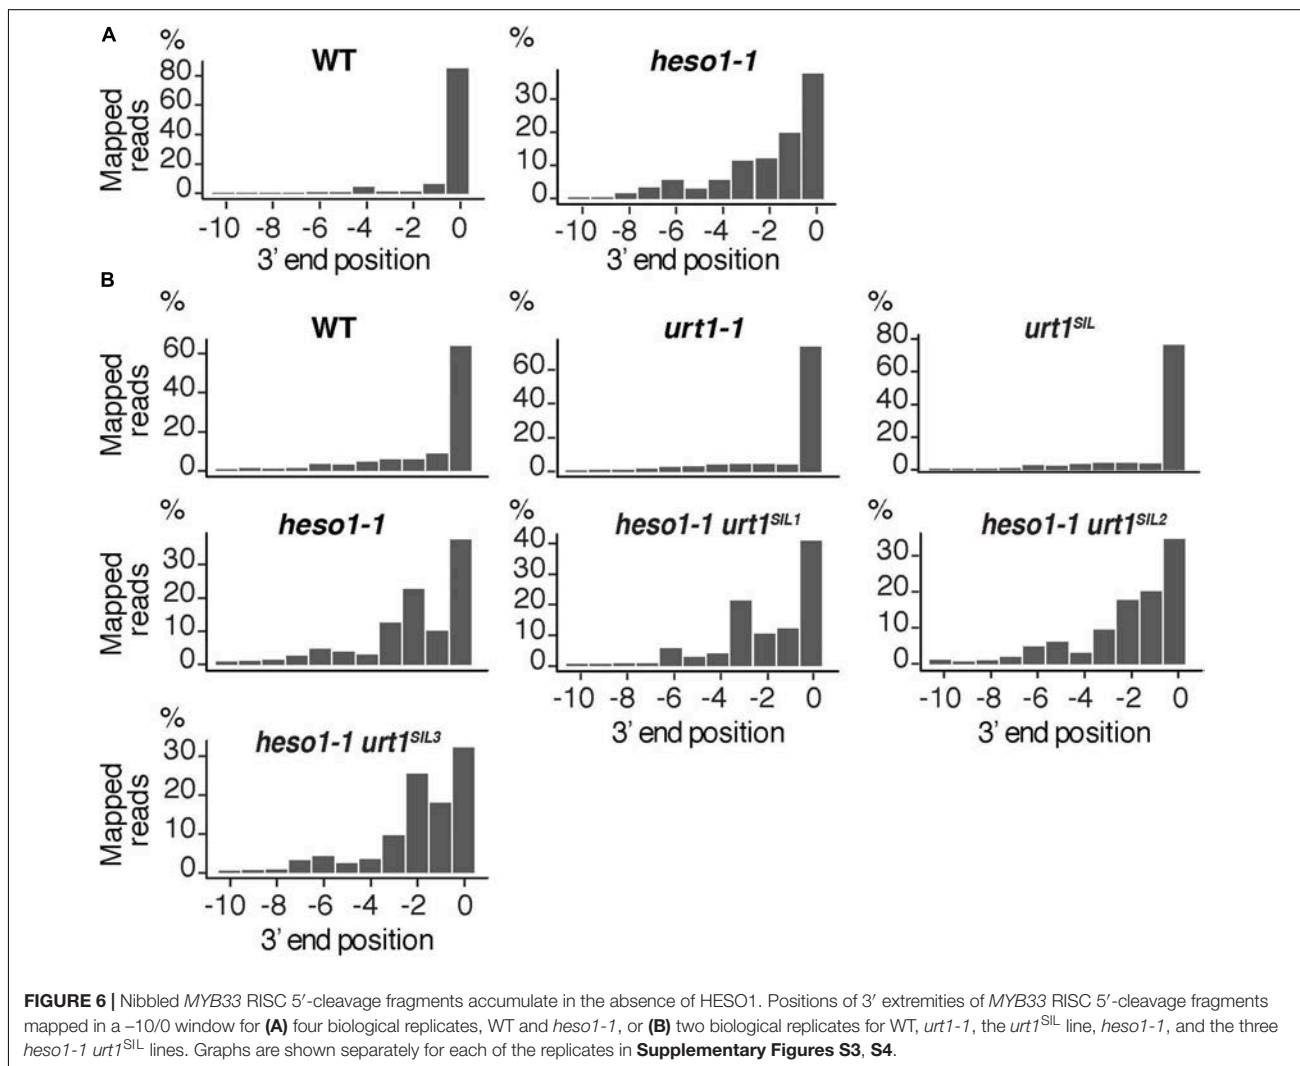 A
%
WT
Mapped
reads
80
60
40
20
0
-10 -8 -6 -4 -2 0
3' end position
%
heso1-1
30
20
10
0
-10 -8 -6 -4 -2 0
3' end position
B
%
WT
Mapped
reads
60
40
20
0
%
urt1-1
60
40
20
0
%
urt1SIL
80
60
40
20
0
%
heso1-1
Mapped
reads
30
20
10
0
%
heso1-1 urt1SIL1
40
30
20
10
0
-10 -8 -6 -4 -2 0
3' end position
%
heso1-1 urt1SIL2
30
20
10
0
-10 -8 -6 -4 -2 0
3' end position
%
heso1-1 urt1SIL3
Mapped
reads
30
20
10
0
-10 -8 -6 -4 -2 0
3' end position
FIGURE 6 | Nibbled MYB33 RISC 5′-cleavage fragments accumulate in the absence of HESO1. Positions of 3′ extremities of MYB33 RISC 5′-cleavage fragments
mapped in a –10/0 window for (A) four biological replicates, WT and heso1-1, or (B) two biological replicates for WT, urt1-1, the urt1SIL line, heso1-1, and the three
heso1-1 urt1SIL lines. Graphs are shown separately for each of the replicates in Supplementary Figures S3, S4.